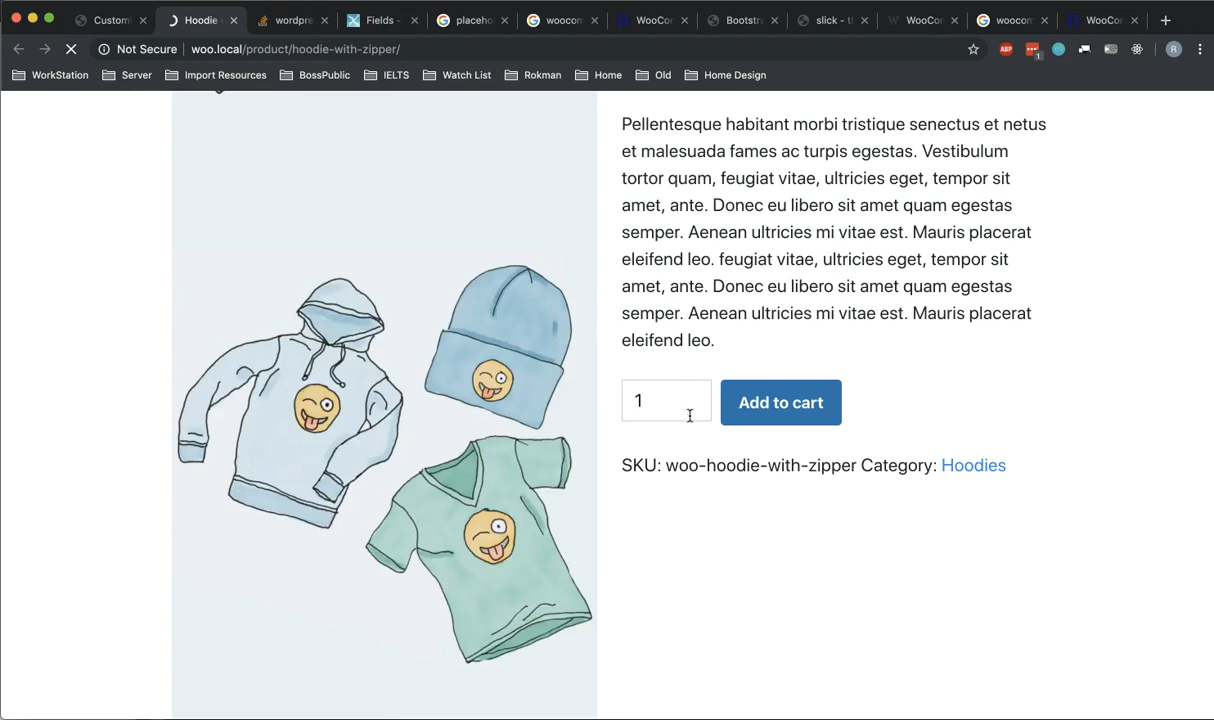 Customi
Hoodie
wordpre
Fields -
placeho
woocom
WooCor
Bootstra
slick - th
WooCor
woocom
WooCor
Not Secure
woo.local/product/hoodie-with-zipper/
ABP
1
R
WorkStation
Server
Import Resources
BossPublic
IELTS
Watch List
Rokman
Home
Old
Home Design
Pellentesque habitant morbi tristique senectus et netus
et malesuada fames ac turpis egestas. Vestibulum
tortor quam, feugiat vitae, ultricies eget, tempor sit
amet, ante. Donec eu libero sit amet quam egestas
semper. Aenean ultricies mi vitae est. Mauris placerat
eleifend leo. feugiat vitae, ultricies eget, tempor sit
amet, ante. Donec eu libero sit amet quam egestas
semper. Aenean ultricies mi vitae est. Mauris placerat
eleifend leo.
1
Add to cart
SKU: woo-hoodie-with-zipper Category: Hoodies